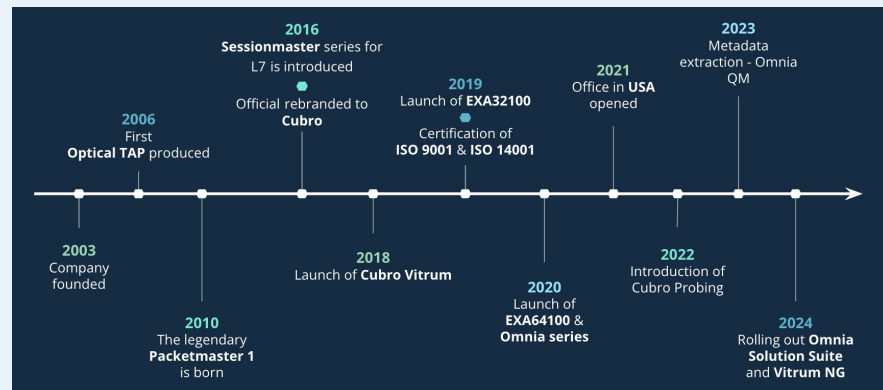 2003
Company
founded
2006
First
Optical TAP produced
2010
The legendary
Packetmaster 1
is born
2016
Sessionmaster series for
L7 is introduced
Official rebranded to
Cubro
2018
Launch of Cubro Vitrum
2019
Launch of EXA32100
Certification of
ISO 9001 & ISO 14001
2020
Launch of
EXA64100 &
Omnia series
2021
Office in USA
opened
2022
Introduction of
Cubro Probing
2023
Metadata
extraction - Omnia
QM
2024
Rolling out Omnia
Solution Suite
and Vitrum NG